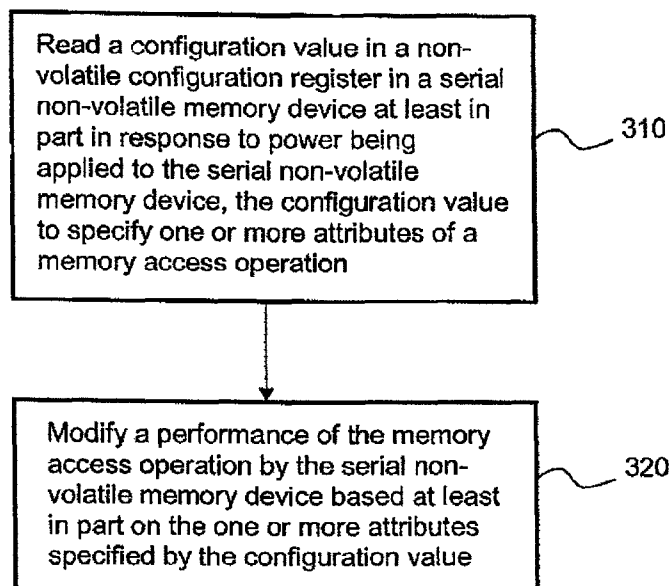 Read a configuration value in a non-
volatile configuration register in a serial
non-volatile memory device at least in
part in response to power being
applied to the serial non-volatile
memory device, the configuration value
to specify one or more attributes of a
memory access operation
310
Modify a performance of the memory
access operation by the serial non-
volatile memory device based at least
in part on the one or more attributes
specified by the configuration value
320